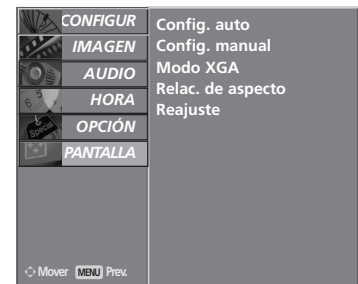 CONFIGUR
IMAGEN
AUDIO
HORA
OPCIÓN
PANTALLA
Config. auto
Config. manual
Modo XGA
Relac. de aspecto
Reajuste
Special
Mover MENU Prev.